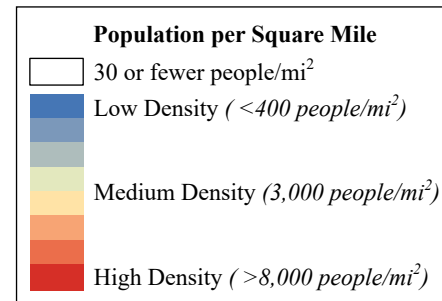 Population per Square Mile
30 or fewer people/mi²
Low Density ( <400 people/mi²)
Medium Density (3,000 people/mi²)
High Density ( >8,000 people/mi²)